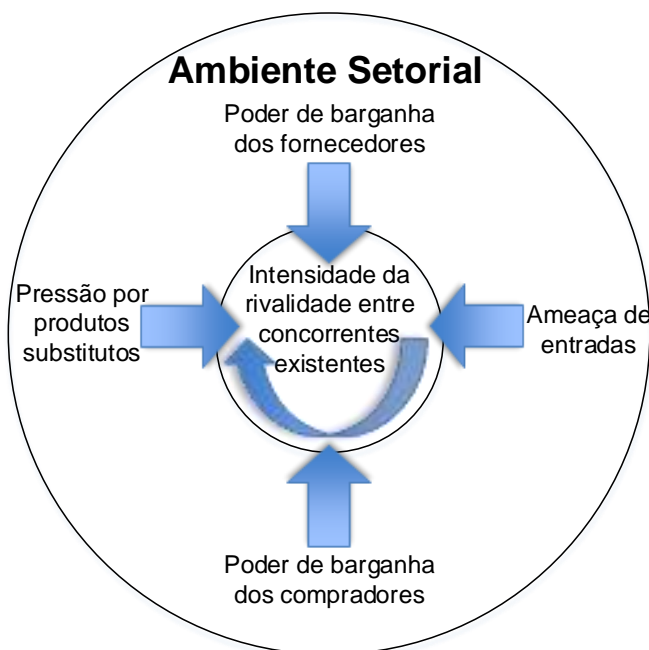 Ambiente Setorial
Poder de barganha
dos fornecedores
Pressão por
produtos
substitutos
Intensidade da
rivalidade entre
concorrentes
existentes
Ameaça de
entradas
Poder de barganha
dos compradores